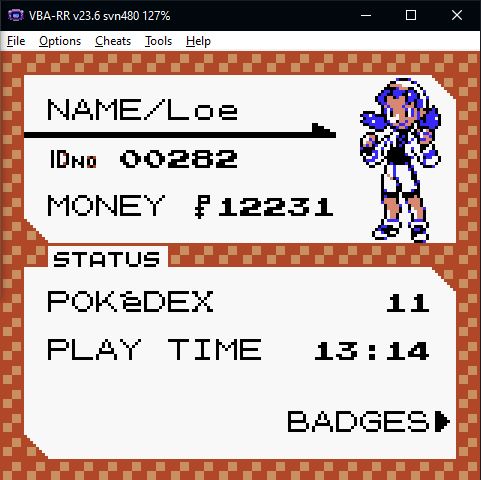 VBA-RR v23.6 svn480 127%
File Options Cheats Tools Help
NAME/Loe
IDNo 00282
MONEY ₽12231
STATUS
POKéDEX 11
PLAY TIME 13:14
BADGES▶